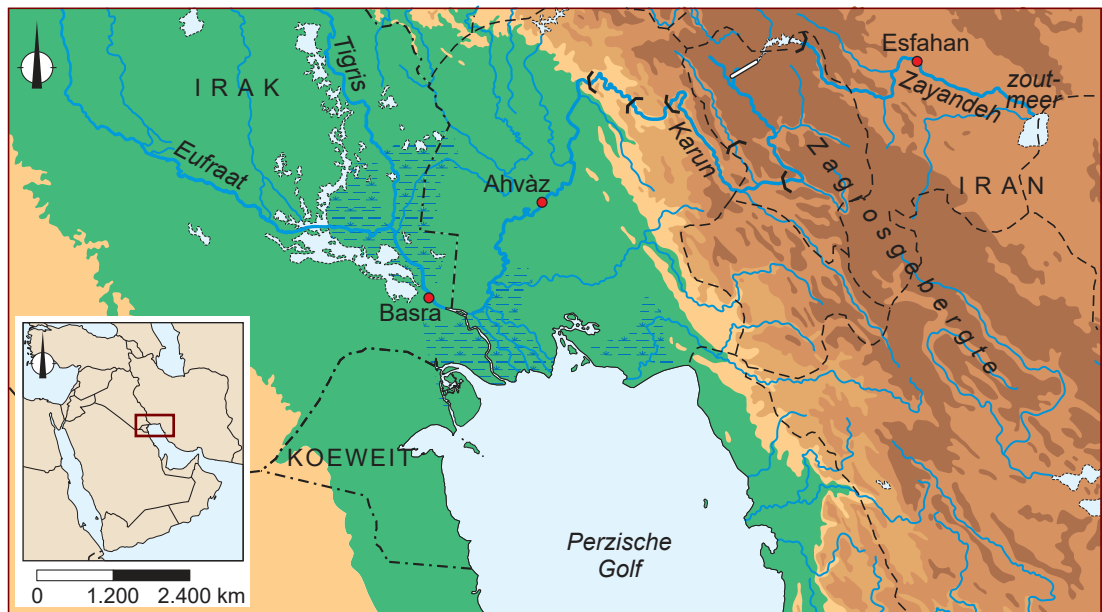 Esfahan
Tigris
IRAK
Zayandeh
zout-
meer
Eufraat
Karun
Zagrosgebergte
IRAN
Ahvàz
Basra
KOEWEIT
Perzische
Golf
0 1.200 2.400 km